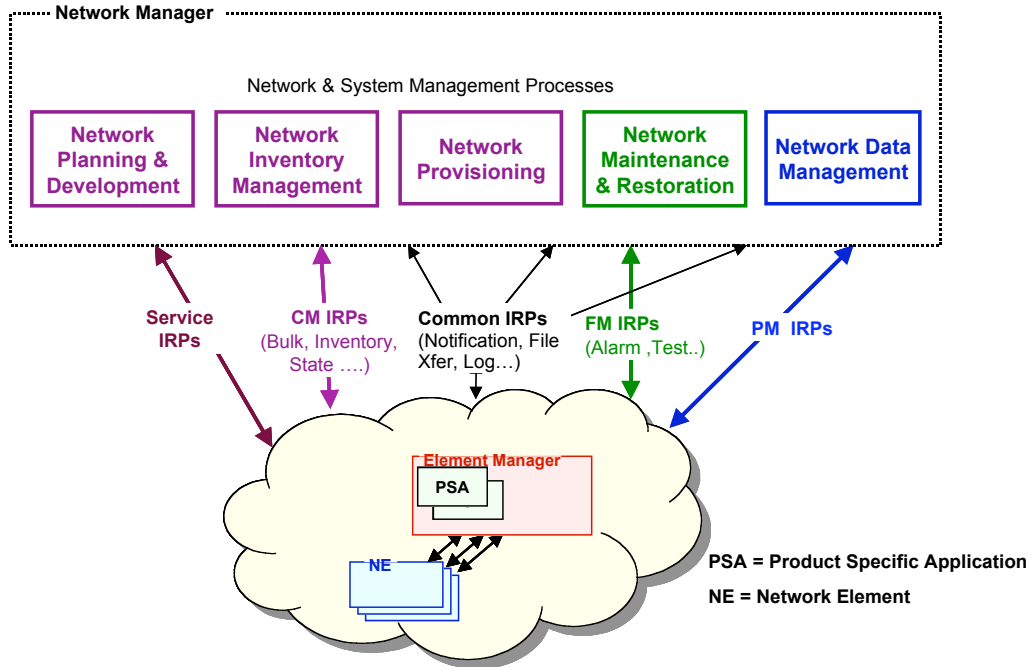 Network Manager
Network & System Management Processes
Network
Planning &
Development
Network
Inventory
Management
Network
Provisioning
Network
Maintenance
& Restoration
Network Data
Management
Service
IRPs
CM IRPs
(Bulk, Inventory,
State ....)
Common IRPs
(Notification, File
Xfer, Log...)
FM IRPs
(Alarm ,Test..)
PM IRPs
Element Manager
PSA
NE
PSA = Product Specific Application
NE = Network Element